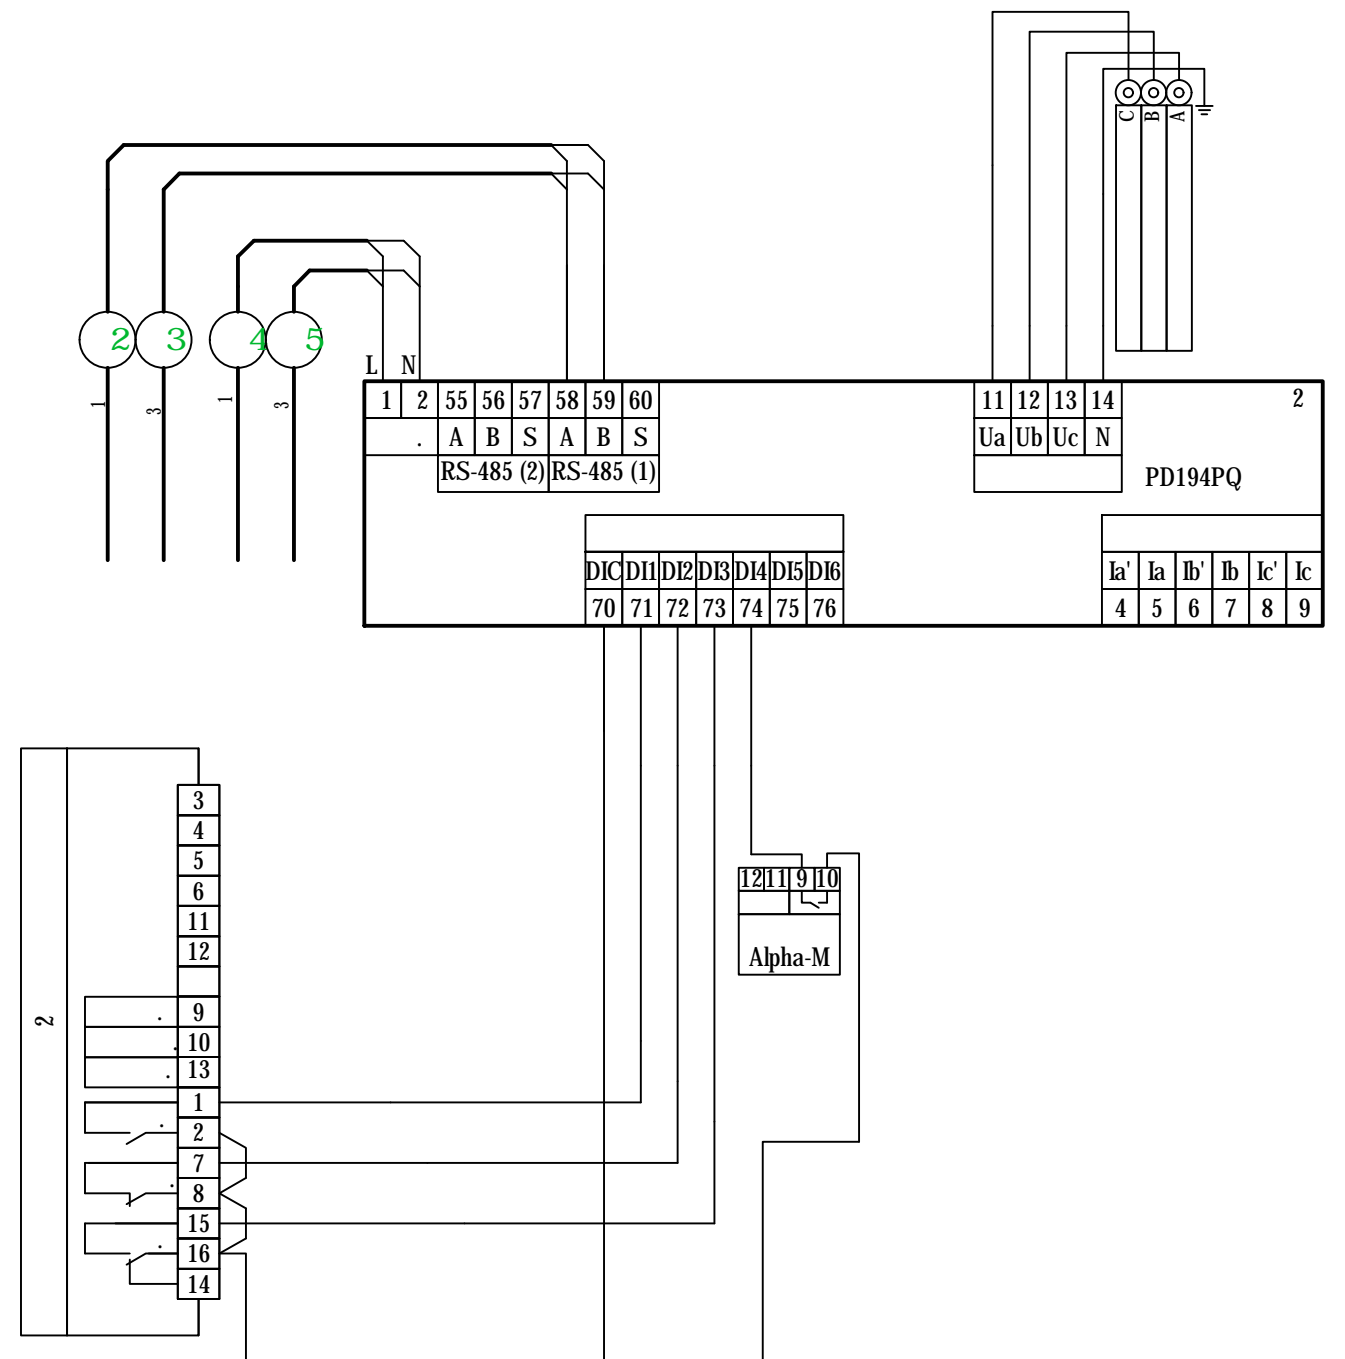 C B A
2 3 4 5
L N
1 3 1 3
1 2 55 56 57 58 59 60
11 12 13 14
2
. A B S A B S
Ua Ub Uc N
RS-485 (2) RS-485 (1)
PD194PQ
DIC DI1 DI2 DI3 DI4 DI5 DI6
70 71 72 73 74 75 76
Ia' Ia Ib' Ib Ic' Ic
4 5 6 7 8 9
3
4
5
6
11
12
2
. 9
. 10
. 13
1
. 2
7
. 8
15
. 16
14
12 11 9 10
Alpha-M